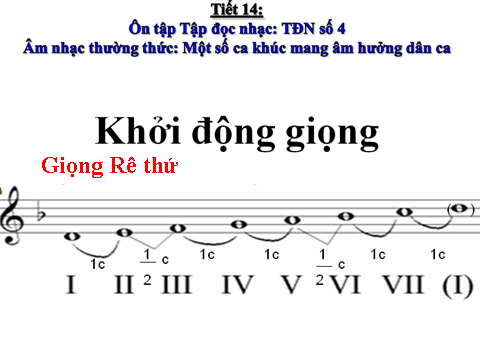 Tiết 14:
Ôn tập Tập đọc nhạc: TĐN số 4
Âm nhạc thường thức: Một số ca khúc mang âm hưởng dân ca
Khởi động giọng
Giọng Rê thứ
1c 1/2 c 1c 1c 1/2 c 1c 1c
I II III IV V VI VII (I)